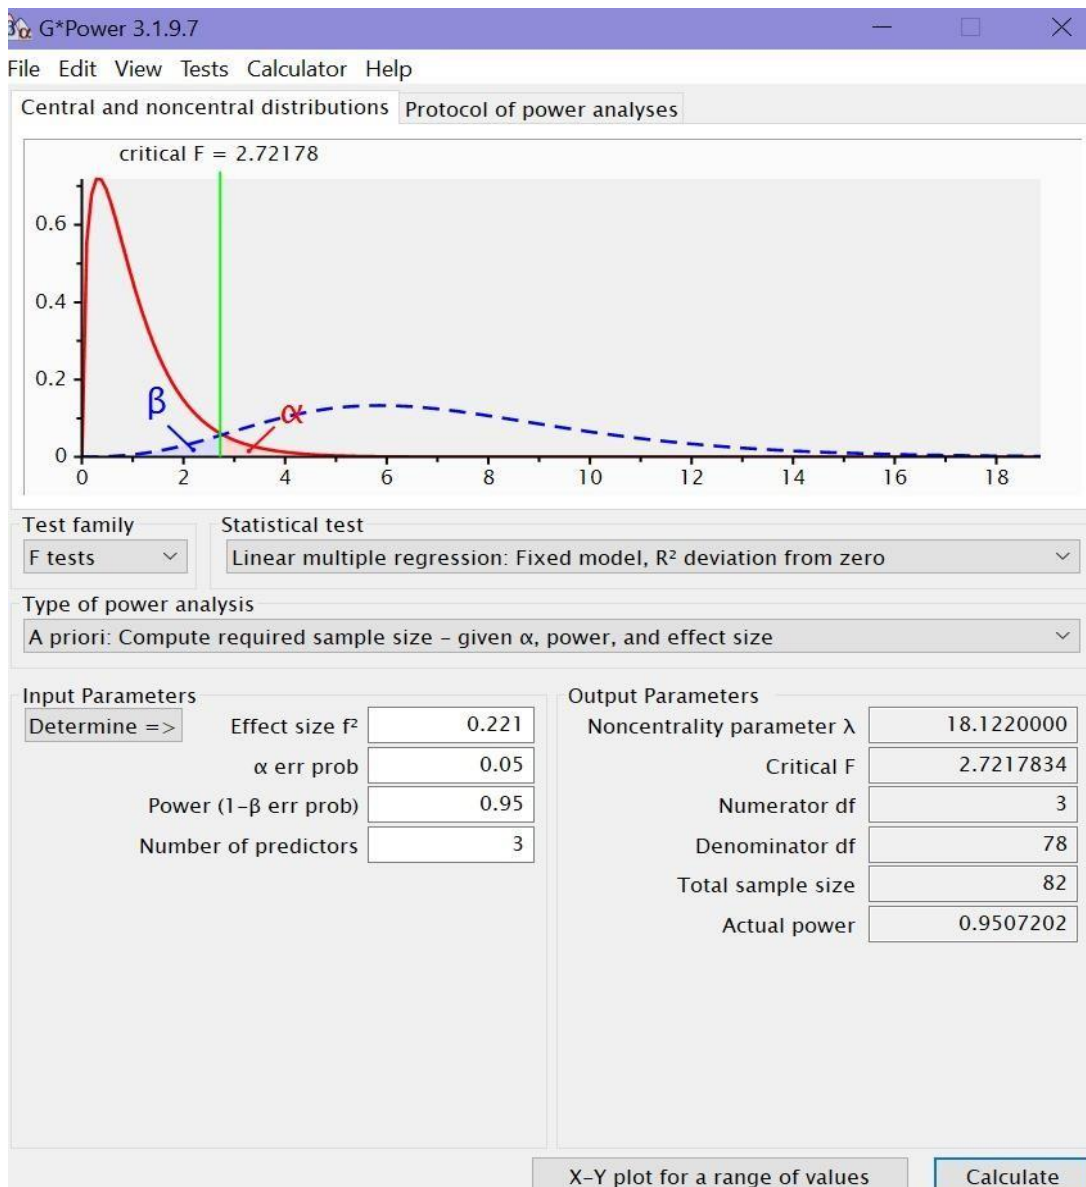 G*Power 3.1.9.7
File Edit View Tests Calculator Help
Central and noncentral distributions Protocol of power analyses
critical F = 2.72178
0.6
0.4
0.2
0
β
α
0 2 4 6 8 10 12 14 16 18
Test family Statistical test
F tests Linear multiple regression: Fixed model, R² deviation from zero
Type of power analysis
A priori: Compute required sample size – given α, power, and effect size
Input Parameters Output Parameters
Determine => Effect size f² 0.221 Noncentrality parameter λ 18.1220000
α err prob 0.05 Critical F 2.7217834
Power (1–β err prob) 0.95 Numerator df 3
Number of predictors 3 Denominator df 78
Total sample size 82
Actual power 0.9507202
X–Y plot for a range of values Calculate